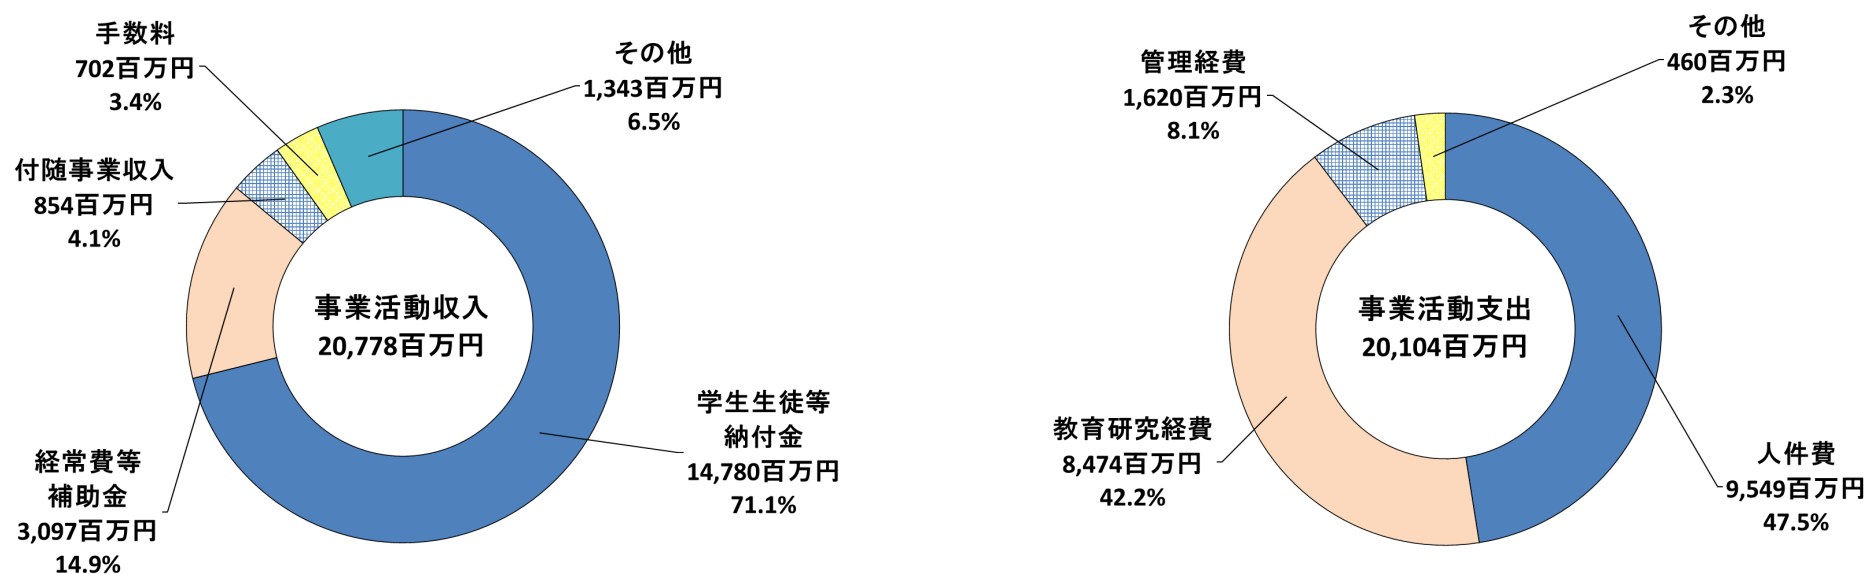 手数料
702百万円
3.4%
その他
1,343百万円
6.5%
付随事業収入
854百万円
4.1%
事業活動収入
20,778百万円
経常費等
補助金
3,097百万円
14.9%
学生生徒等
納付金
14,780百万円
71.1%
管理経費
1,620百万円
8.1%
その他
460百万円
2.3%
事業活動支出
20,104百万円
教育研究経費
8,474百万円
42.2%
人件費
9,549百万円
47.5%